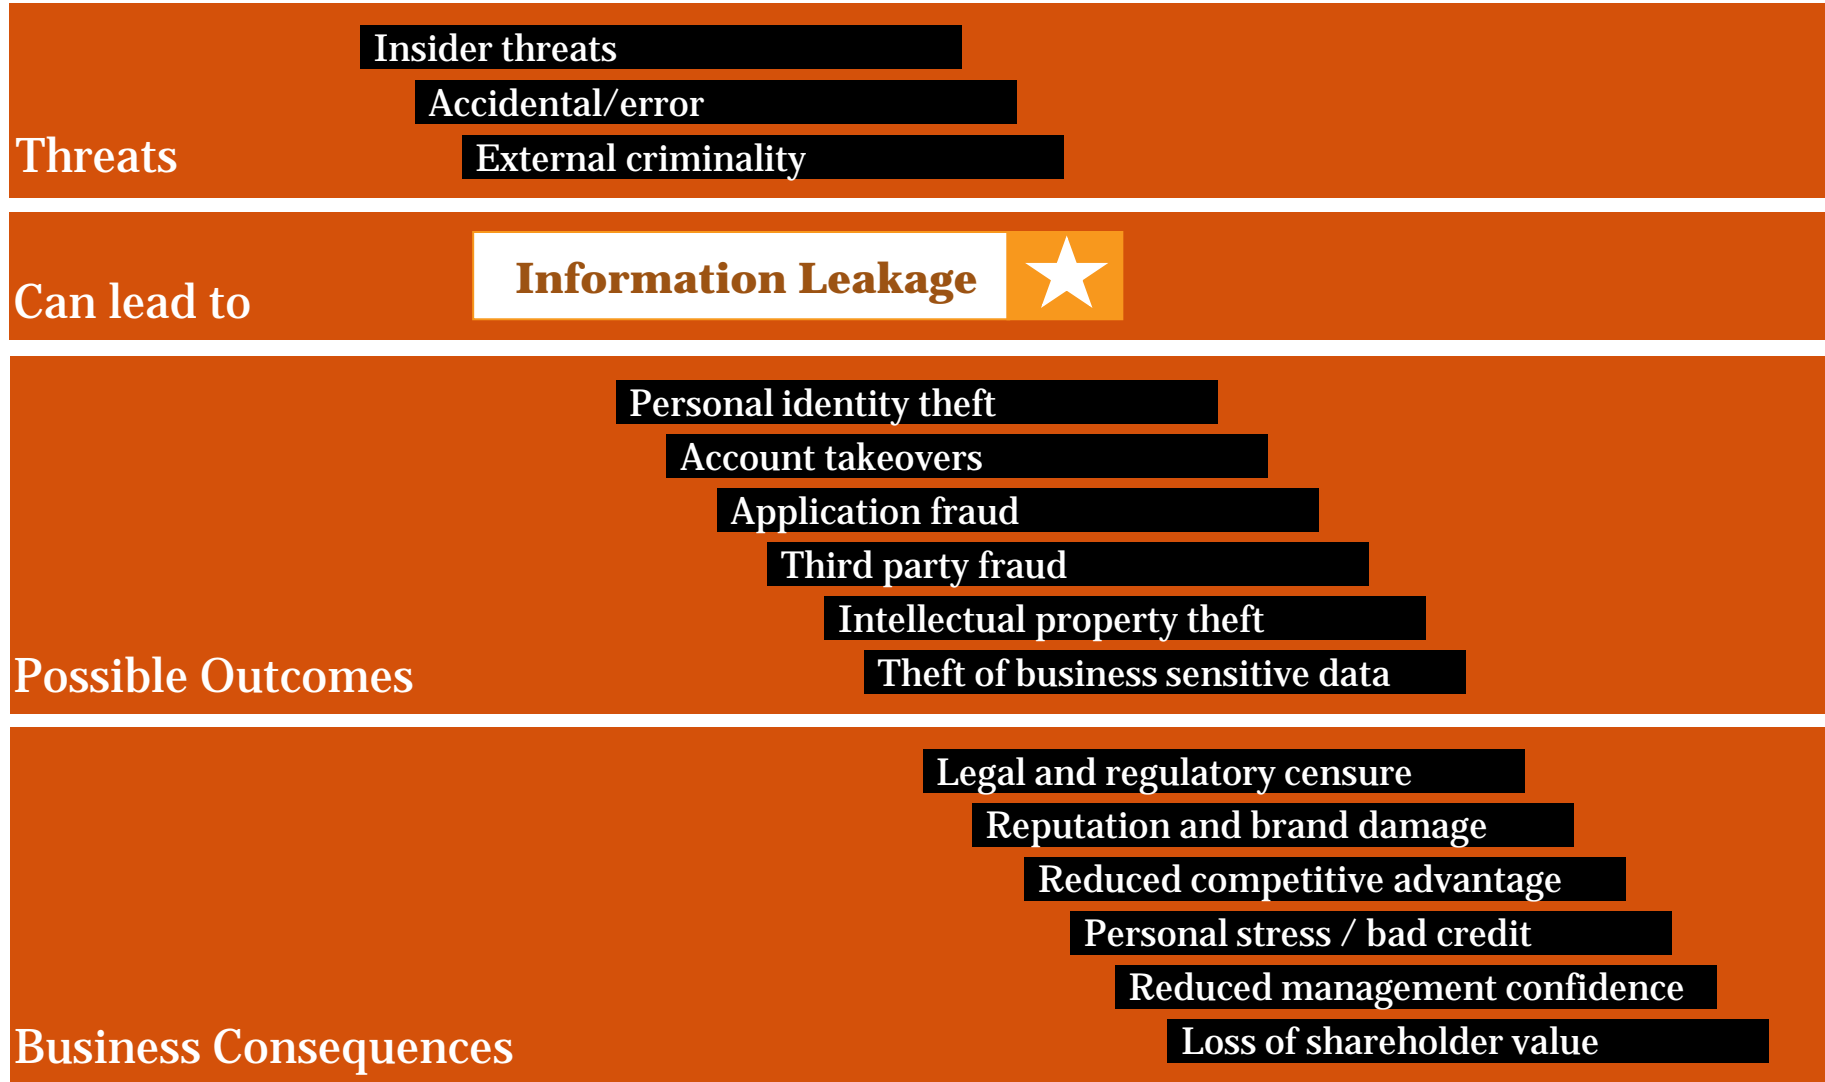 Insider threats
Accidental/error
External criminality
Threats
Information Leakage
Can lead to
Personal identity theft
Account takeovers
Application fraud
Third party fraud
Intellectual property theft
Theft of business sensitive data
Possible Outcomes
Legal and regulatory censure
Reputation and brand damage
Reduced competitive advantage
Personal stress / bad credit
Reduced management confidence
Loss of shareholder value
Business Consequences